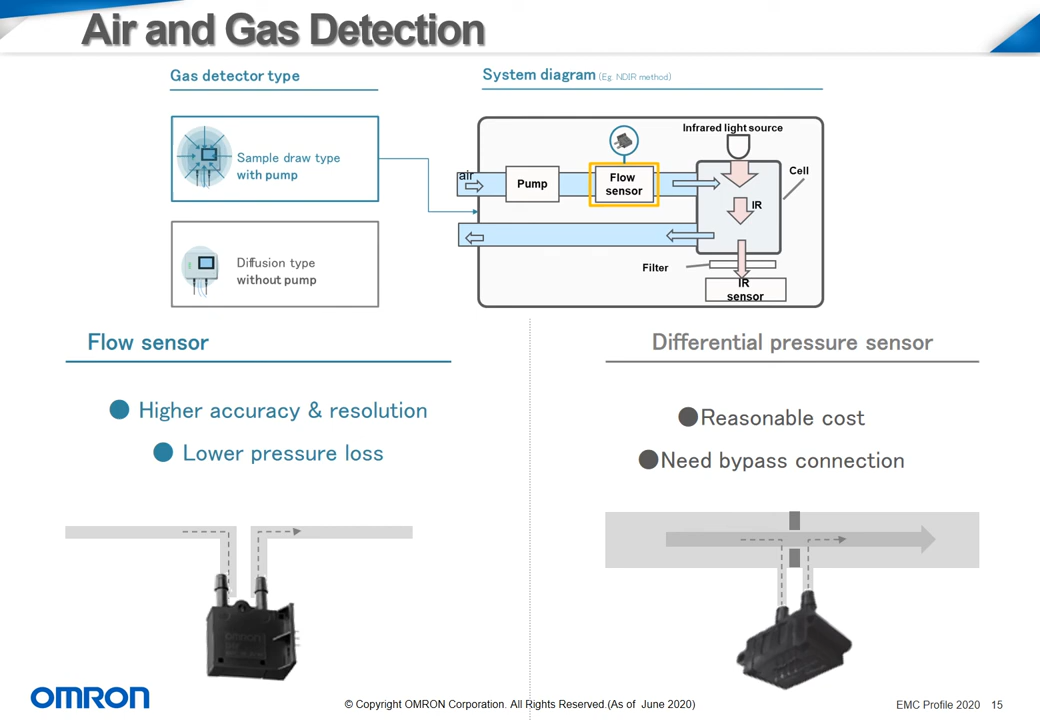 Air and Gas Detection
Gas detector type
System diagram (Eg. NDIR method)
Sample draw type
with pump
Diffusion type
without pump
air
Pump
Flow
sensor
Infrared light source
Cell
IR
Filter
IR
sensor
Flow sensor
● Higher accuracy & resolution
● Lower pressure loss
Differential pressure sensor
●Reasonable cost
●Need bypass connection
omron
OMRON
© Copyright OMRON Corporation. All Rights Reserved.(As of June 2020)
EMC Profile 2020 15